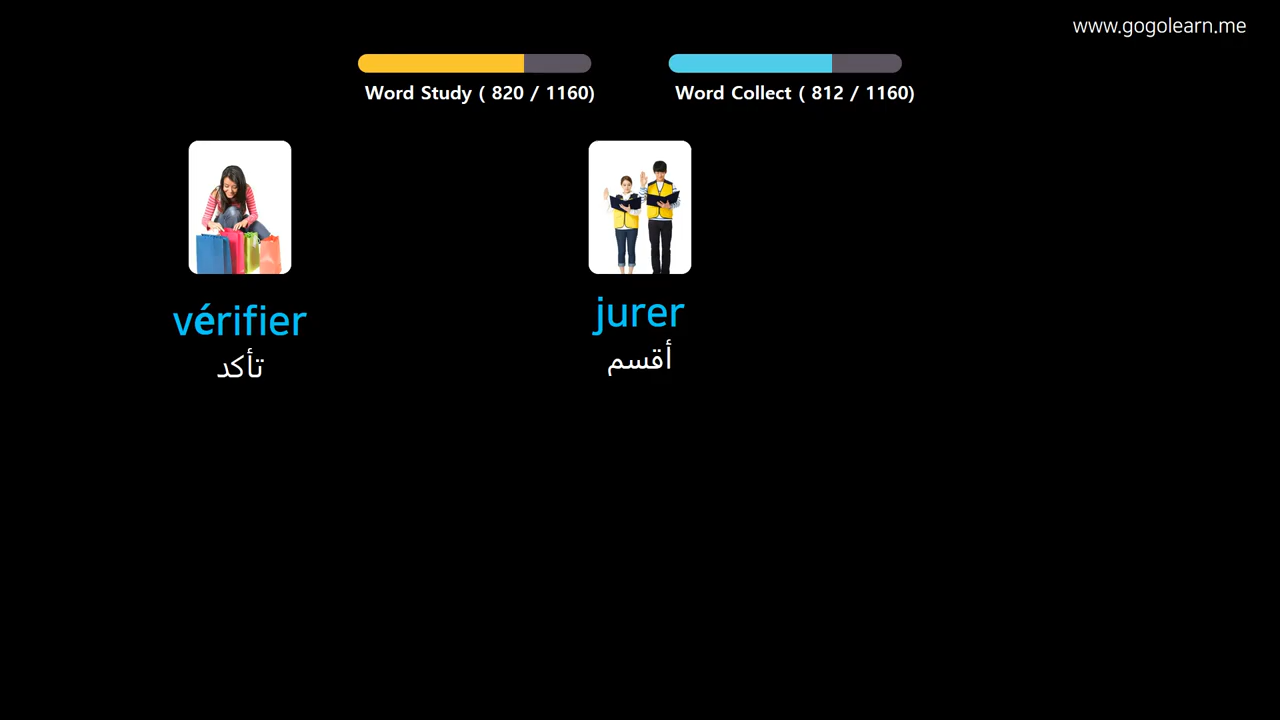 www.gogolearn.me
Word Study ( 820 / 1160)
Word Collect ( 812 / 1160)
vérifier
تأكد
jurer
أقسم